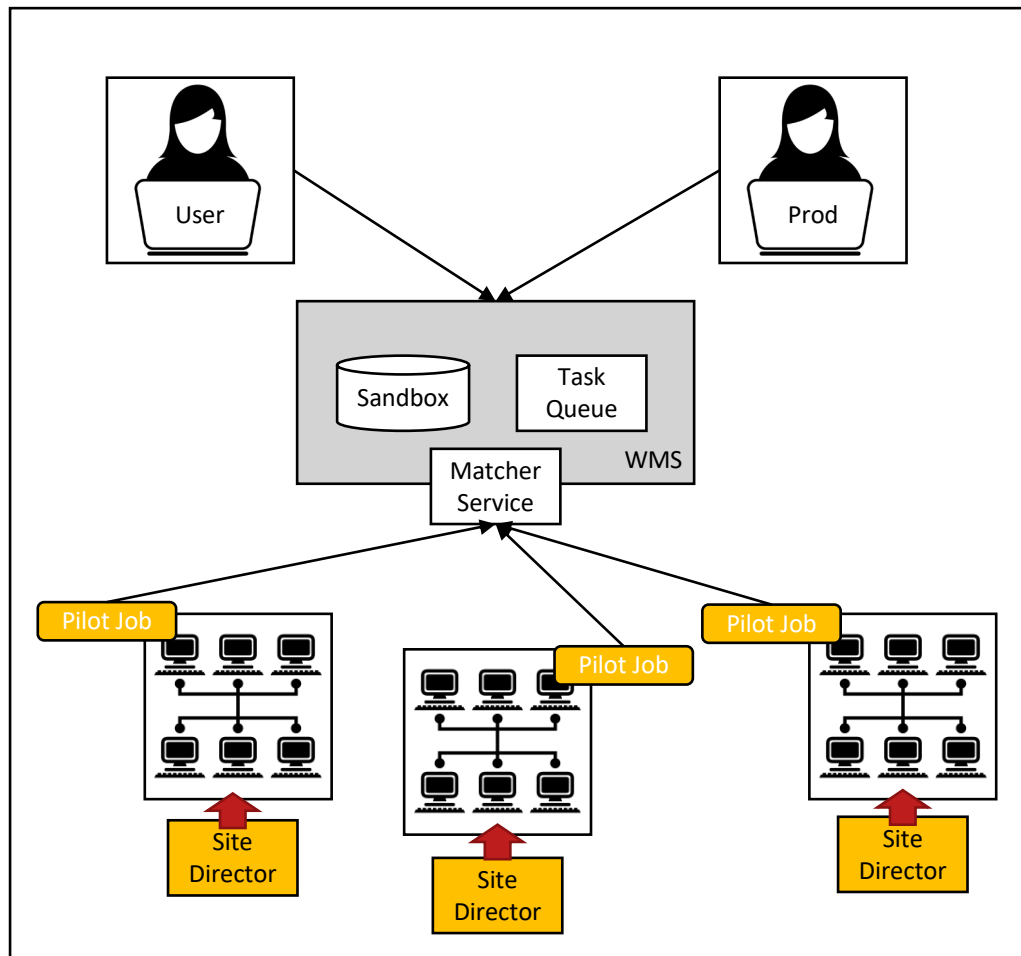 User
Prod
Sandbox
Task
Queue
WMS
Matcher
Service
Pilot Job
Pilot Job
Pilot Job
Site
Director
Site
Director
Site
Director